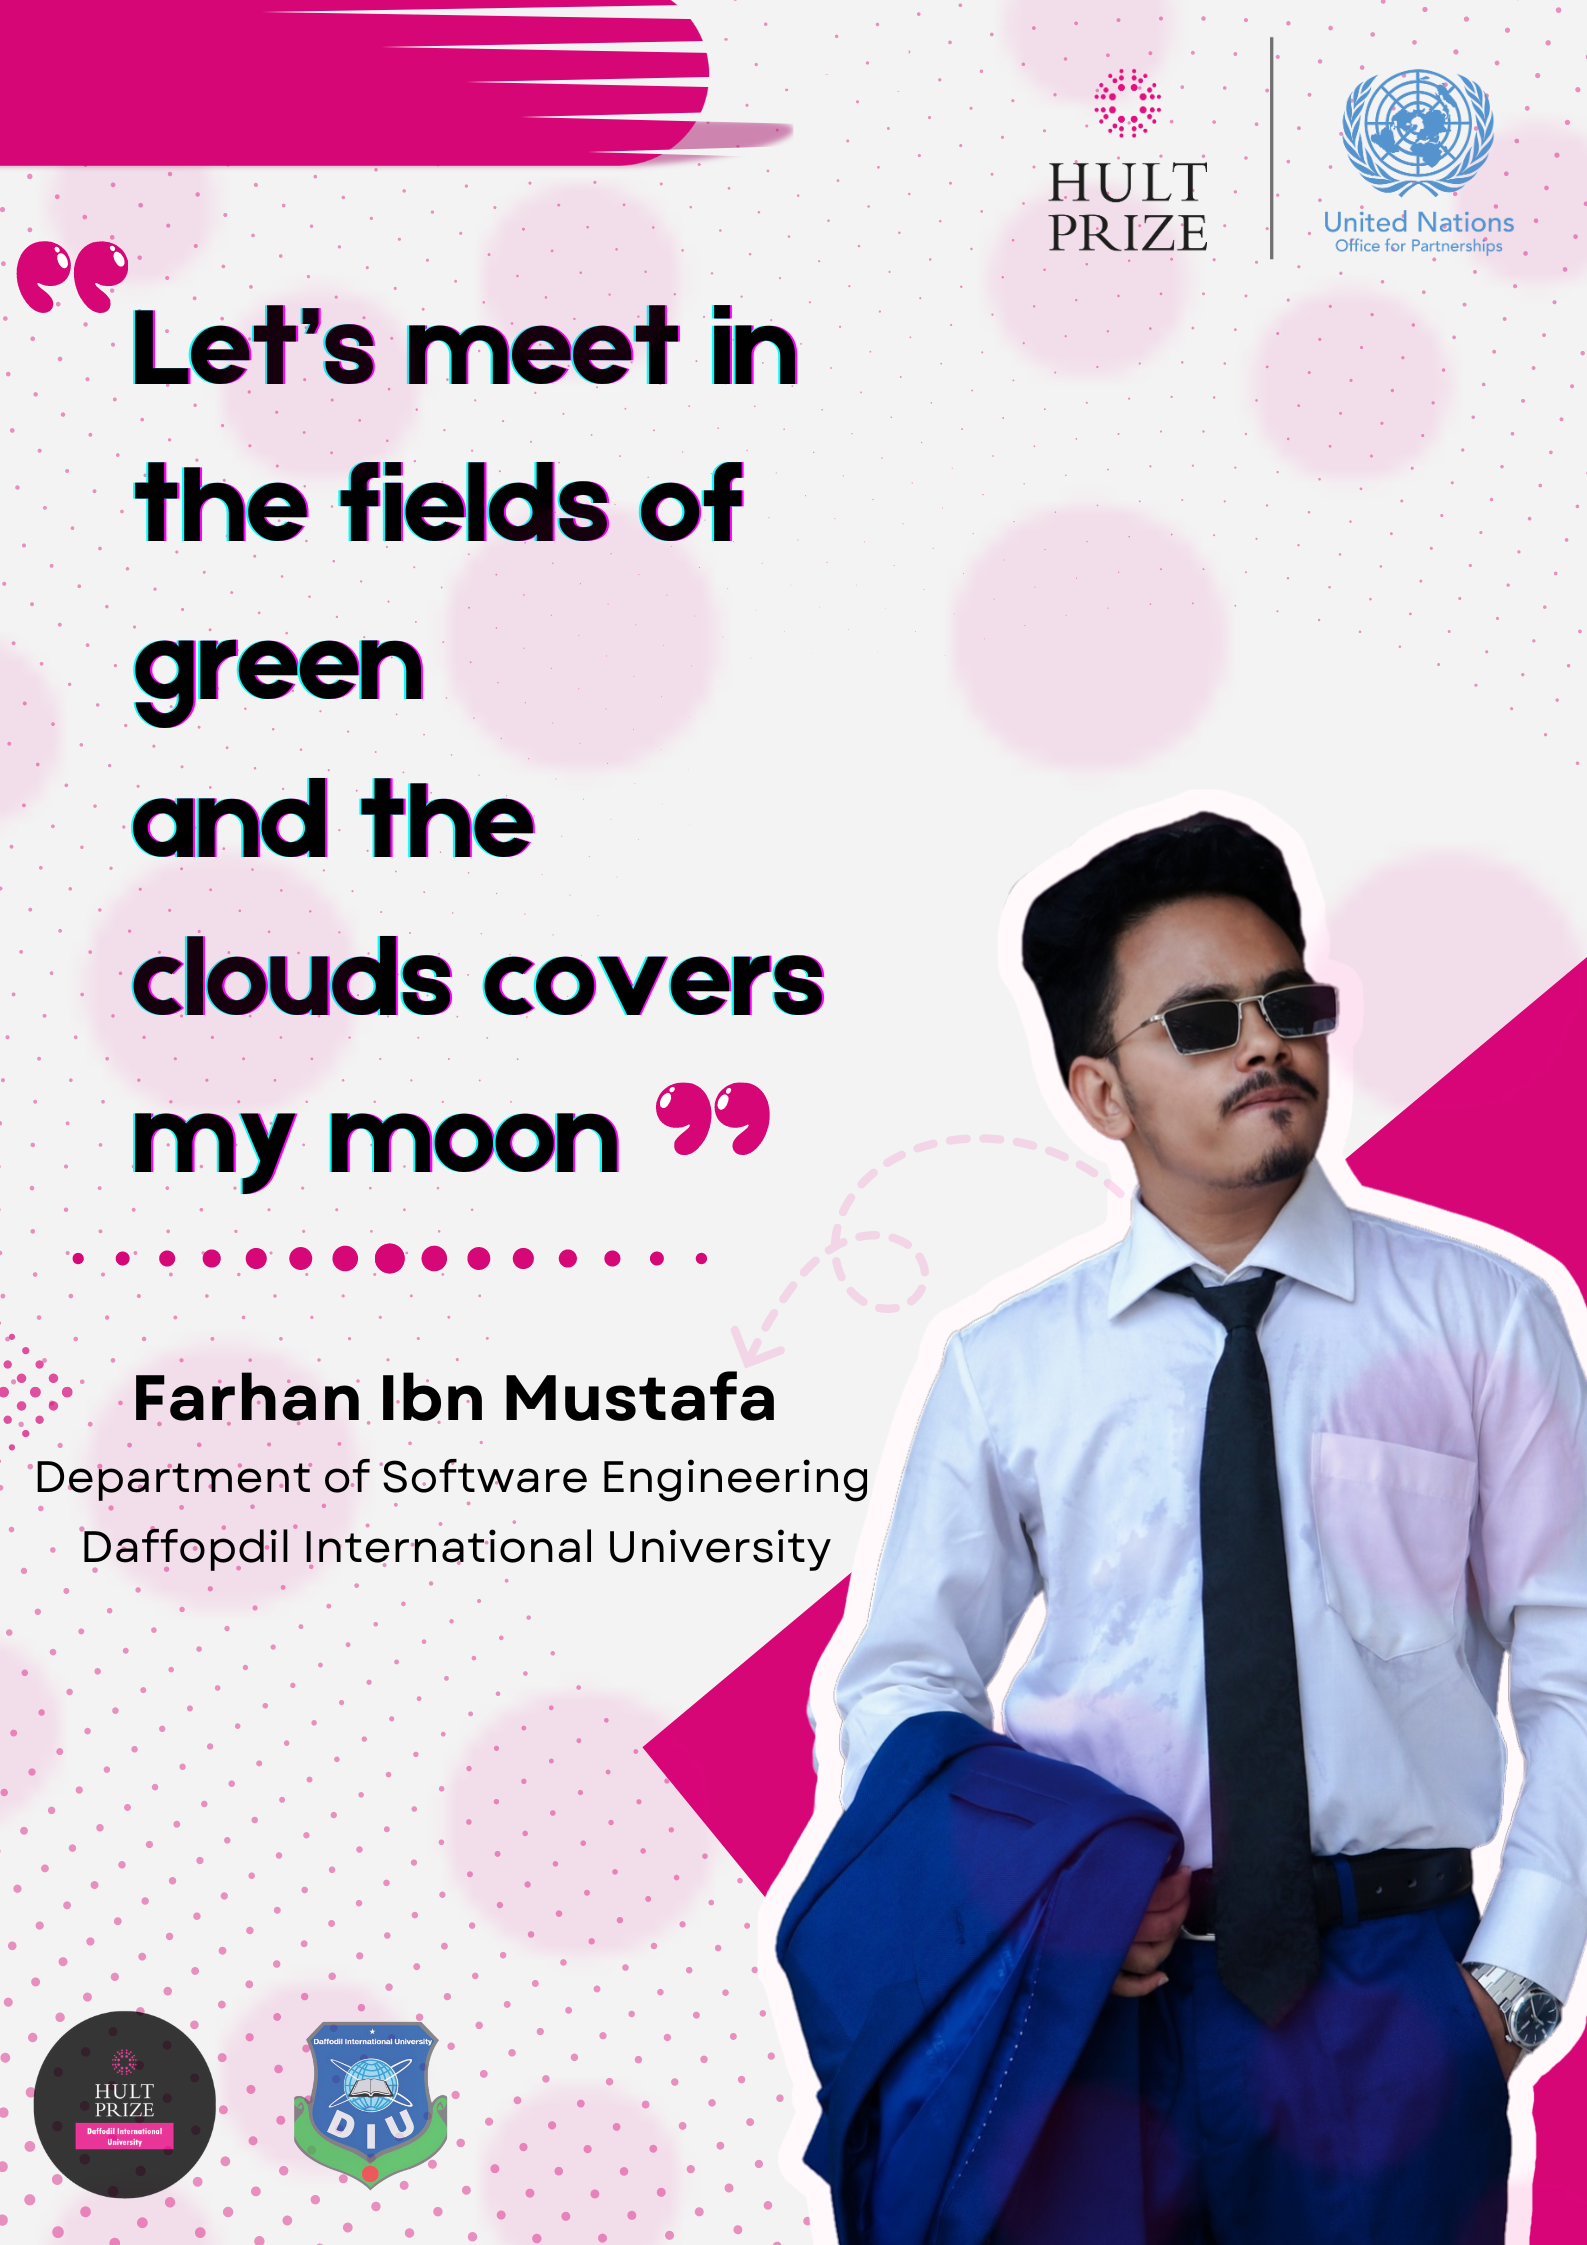 HULT
PRIZE
United Nations
Office for Partnerships
Let’s meet in
the fields of
green
and the
clouds covers
my moon
Farhan Ibn Mustafa
Department of Software Engineering
Daffopdil International University
HULT
PRIZE
Daffodil International
University
Daffodil International University
DIU